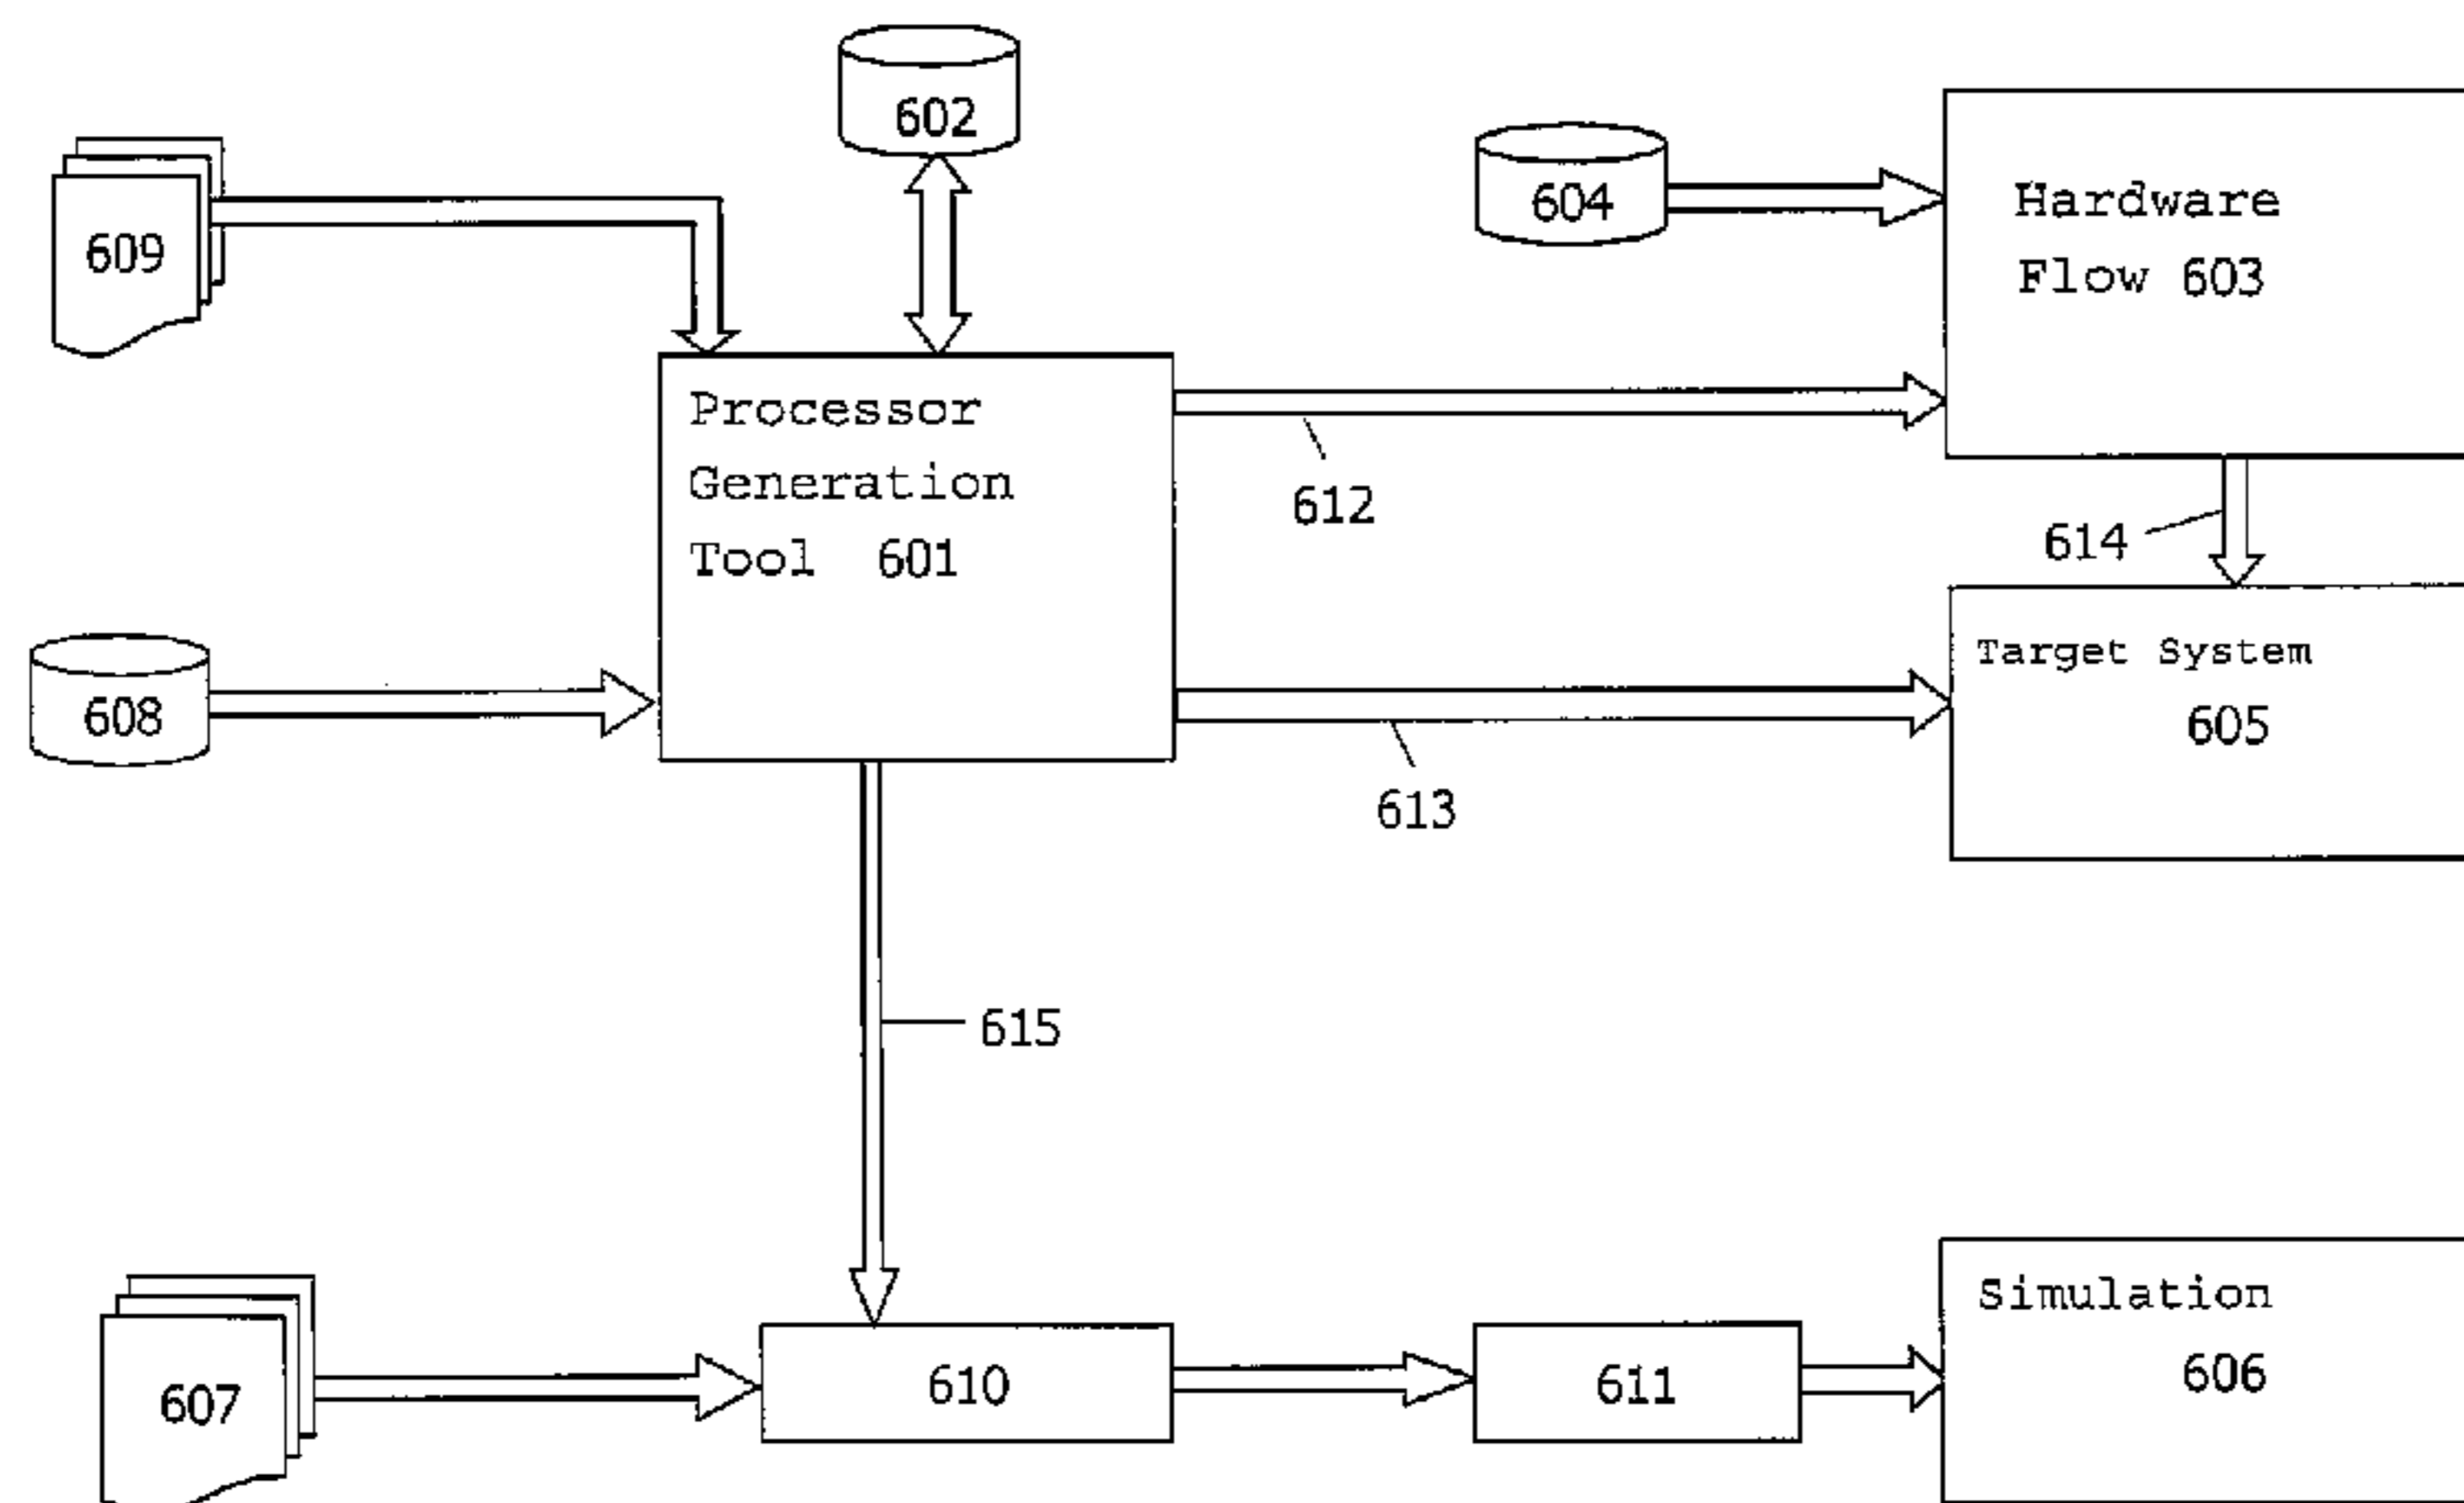 602
604
609
Hardware
Flow 603
Processor
Generation
Tool 601
612
614
Target System
605
608
613
615
Simulation
606
607
610
611